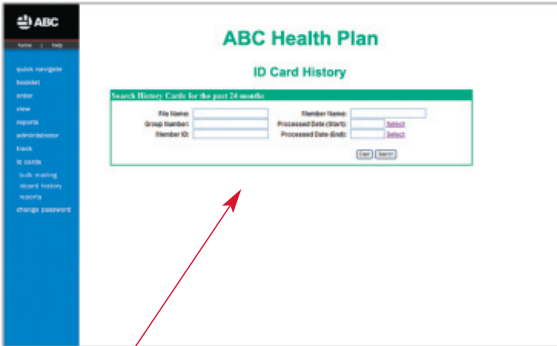 ABC
home | help
ABC Health Plan
ID Card History
quick navigate
booklet
order
view
reports
administrator
track
id cards
bulk mailing
idcard history
reports
change password
Search History Cards for the past 24 months
File Name: Member Name:
Group Number: Processed Date (Start): Select
Member ID: Processed Date (End): Select
Clear Search